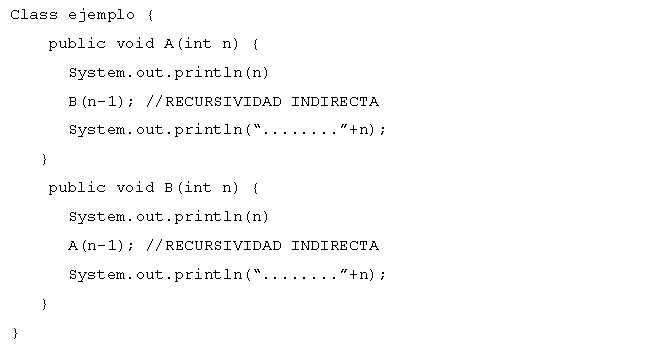 Class ejemplo {
public void A(int n) {
System.out.println(n)
B(n-1); //RECURSIVIDAD INDIRECTA
System.out.println(“........”+n);
}
public void B(int n) {
System.out.println(n)
A(n-1); //RECURSIVIDAD INDIRECTA
System.out.println(“........”+n);
}
}